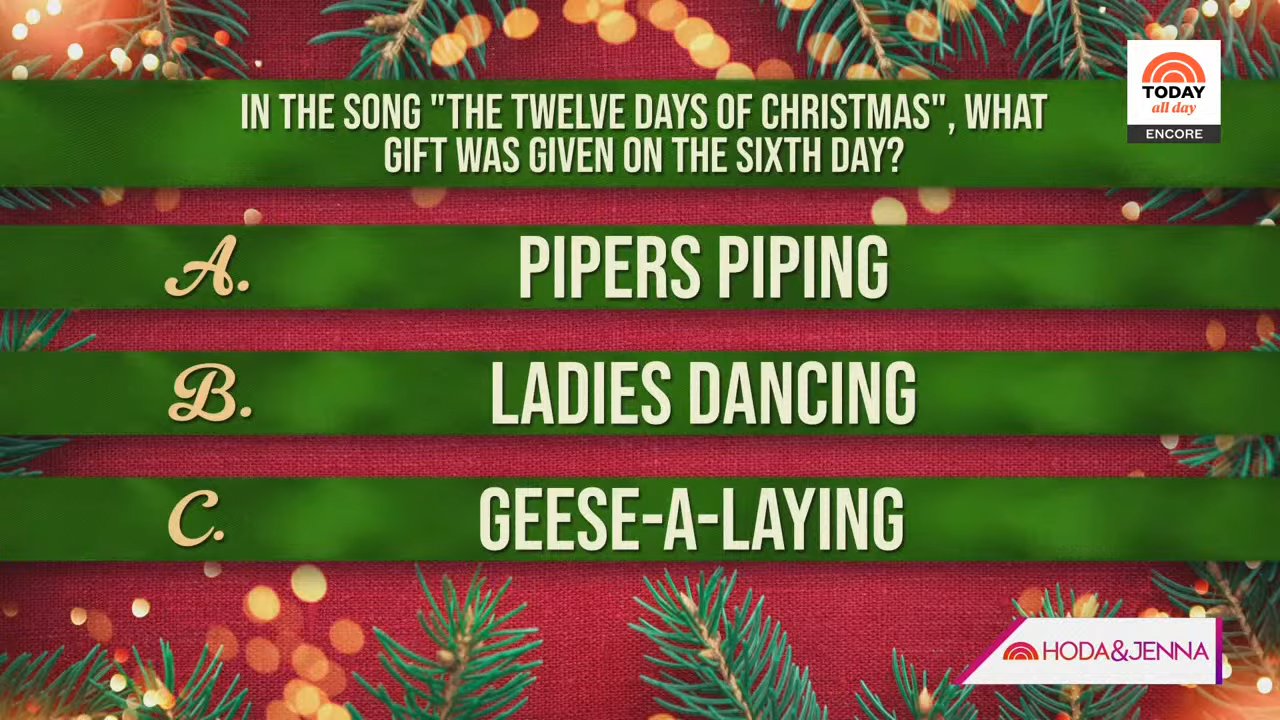 IN THE SONG "THE TWELVE DAYS OF CHRISTMAS", WHAT
GIFT WAS GIVEN ON THE SIXTH DAY?
TODAY
all day
ENCORE
A. PIPERS PIPING
B. LADIES DANCING
C. GEESE-A-LAYING
HODA&JENNA